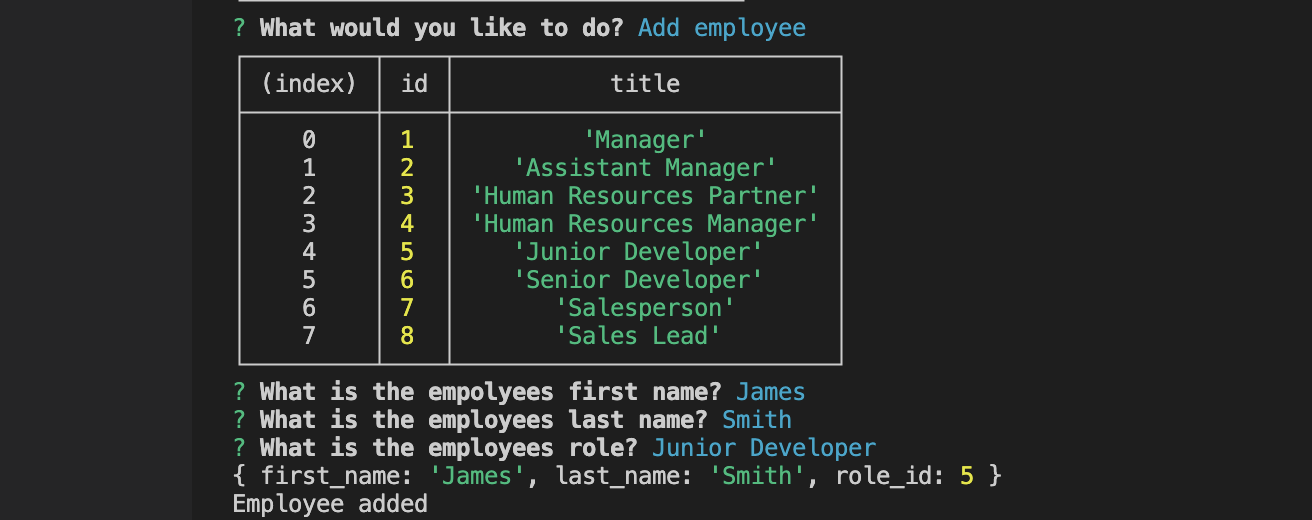 ? What would you like to do? Add employee
(index) id title
0 1 'Manager'
1 2 'Assistant Manager'
2 3 'Human Resources Partner'
3 4 'Human Resources Manager'
4 5 'Junior Developer'
5 6 'Senior Developer'
6 7 'Salesperson'
7 8 'Sales Lead'
? What is the empolyees first name? James
? What is the employees last name? Smith
? What is the employees role? Junior Developer
{ first_name: 'James', last_name: 'Smith', role_id: 5 }
Employee added